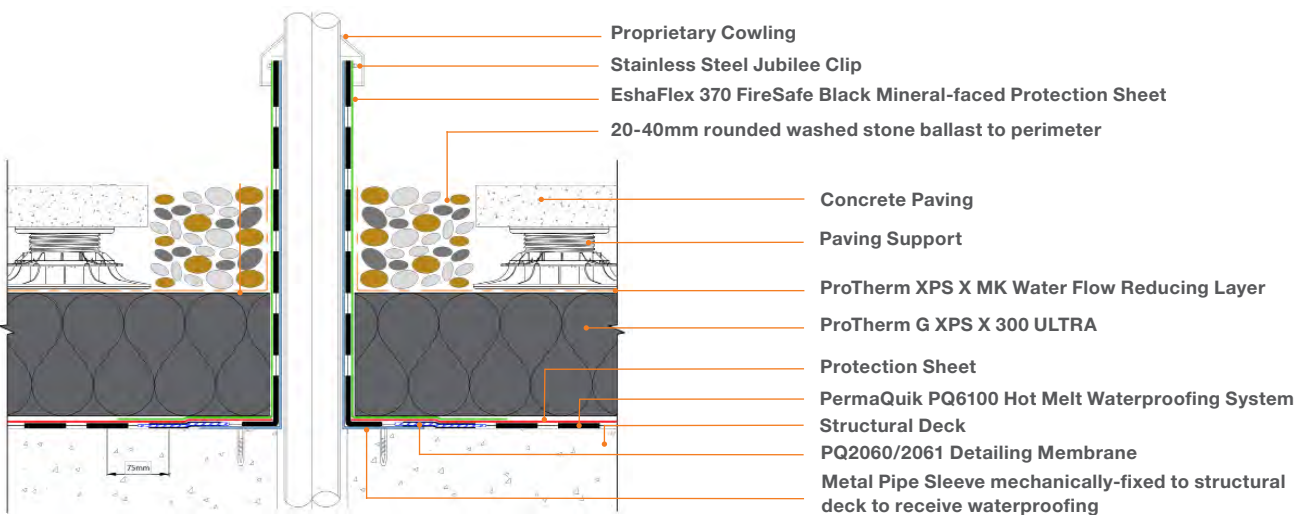 Proprietary Cowling
Stainless Steel Jubilee Clip
EshaFlex 370 FireSafe Black Mineral-faced Protection Sheet
20-40mm rounded washed stone ballast to perimeter
Concrete Paving
Paving Support
ProTherm XPS X MK Water Flow Reducing Layer
ProTherm G XPS X 300 ULTRA
Protection Sheet
PermaQuik PQ6100 Hot Melt Waterproofing System
Structural Deck
PQ2060/2061 Detailing Membrane
Metal Pipe Sleeve mechanically-fixed to structural
deck to receive waterproofing
75mm